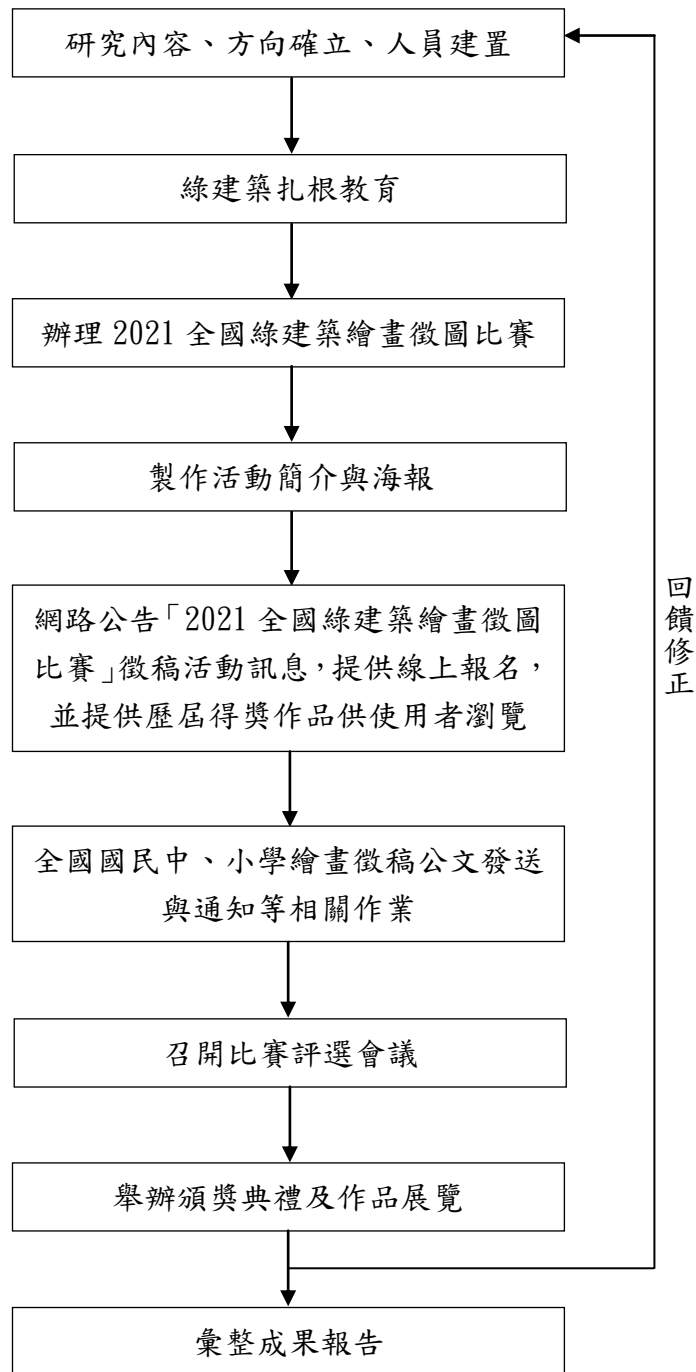 研究內容、方向確立、人員建置
綠建築扎根教育
辦理 2021 全國綠建築繪畫徵圖比賽
製作活動簡介與海報
網路公告「2021 全國綠建築繪畫徵圖
比賽」徵稿活動訊息，提供線上報名，
並提供歷屆得獎作品供使用者瀏覽
全國國民中、小學繪畫徵稿公文發送
與通知等相關作業
召開比賽評選會議
舉辦頒獎典禮及作品展覽
彙整成果報告
回饋修正